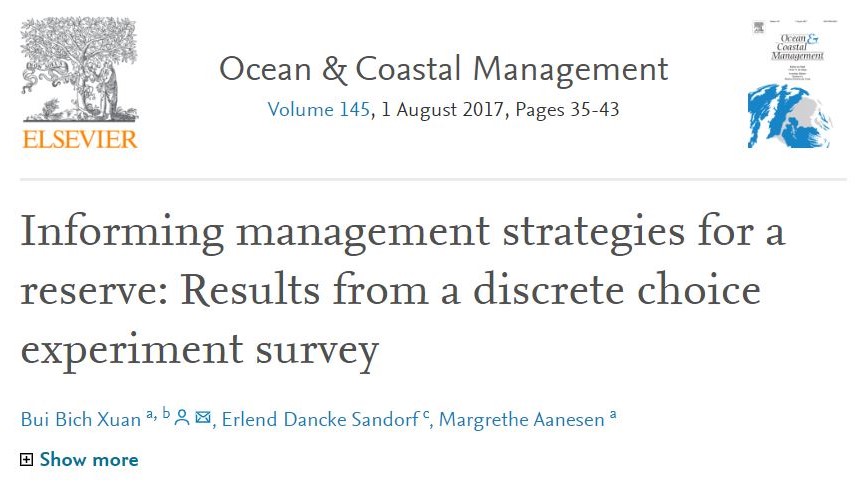 ELSEVIER
Ocean & Coastal Management
Volume 145, 1 August 2017, Pages 35-43
Ocean &
Coastal
Management
Informing management strategies for a
reserve: Results from a discrete choice
experiment survey
Bui Bich Xuan a, b, Erlend Dancke Sandorf c, Margrethe Aanesen a
Show more